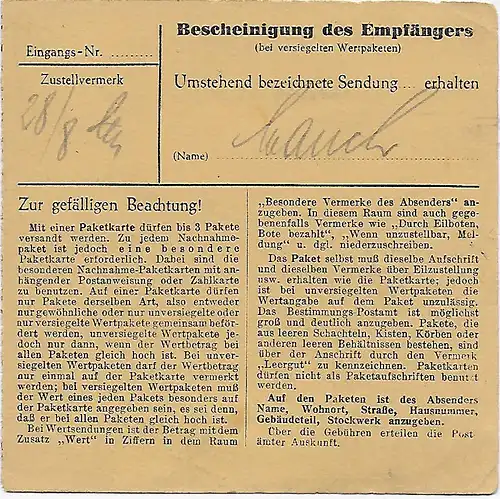 Bescheinigung des Empfängers
Eingangs-Nr. .........
(bei versiegelten Wertpaketen)
Zustellvermerk
Umstehend bezeichnete Sendung ... erhalten
28/8
(Name)
Zur gefälligen Beachtung!
Mit einer Paketkarte dürfen bis 3 Pakete
versandt werden. Zu jedem Nachnahme-
paket ist jedoch eine besondere
Paketkarte erforderlich. Dabei sind die
besonderen Nachnahme-Paketkarten mit an-
hängender Postanweisung oder Zahlkarte
zu benutzen. Auf einer Paketkarte dürfen
nur Pakete derselben Art, also entweder
nur gewöhnliche oder nur unversiegelte oder
nur versiegelte Wertpakete gemeinsam beför-
dert werden, unversiegelte Wertpakete je-
doch nur dann, wenn der Wertbetrag bei
allen Paketen gleich hoch ist. Bei unver-
siegelten Wertpaketen darf der Wertbetrag
nur einmal auf der Paketkarte vermerkt
werden; bei versiegelten Wertpaketen muß
der Wert eines jeden Pakets besonders auf
der Paketkarte angegeben sein, es sei denn,
daß er bei allen Paketen gleich hoch ist.
Bei Wertsendungen ist der Betrag mit dem
Zusatz „Wert" in Ziffern in dem Raum
„Besondere Vermerke des Absenders" an-
zugeben. In diesem Raum sind auch gege-
benenfalls Vermerke wie „Durch Eilboten,
Bote bezahlt", „Wenn unzustellbar, Mel-
dung" u. dgl. niederzuschreiben.
Das Paket selbst muß dieselbe Aufschrift
und dieselben Vermerke über Eilzustellung
usw. erhalten wie die Paketkarte; jedoch
ist bei unversiegelten Wertpaketen die
Wertangabe auf dem Paket unzulässig.
Das Bestimmungs-Postamt ist möglichst
groß und deutlich anzugeben. Pakete, die
aus leeren Schachteln, Kisten, Körben oder
anderen leeren Behältnissen bestehen, sind
über der Anschrift durch den Vermerk
„Leergut" zu kennzeichnen. Paketkarten
dürfen nicht als Paketaufschriften benutzt
werden.
Auf den Paketen ist des Absenders
Name, Wohnort, Straße, Hausnummer,
Gebäudeteil, Stockwerk anzugeben.
Über die Gebühren erteilen die Post
ämter Auskunft.